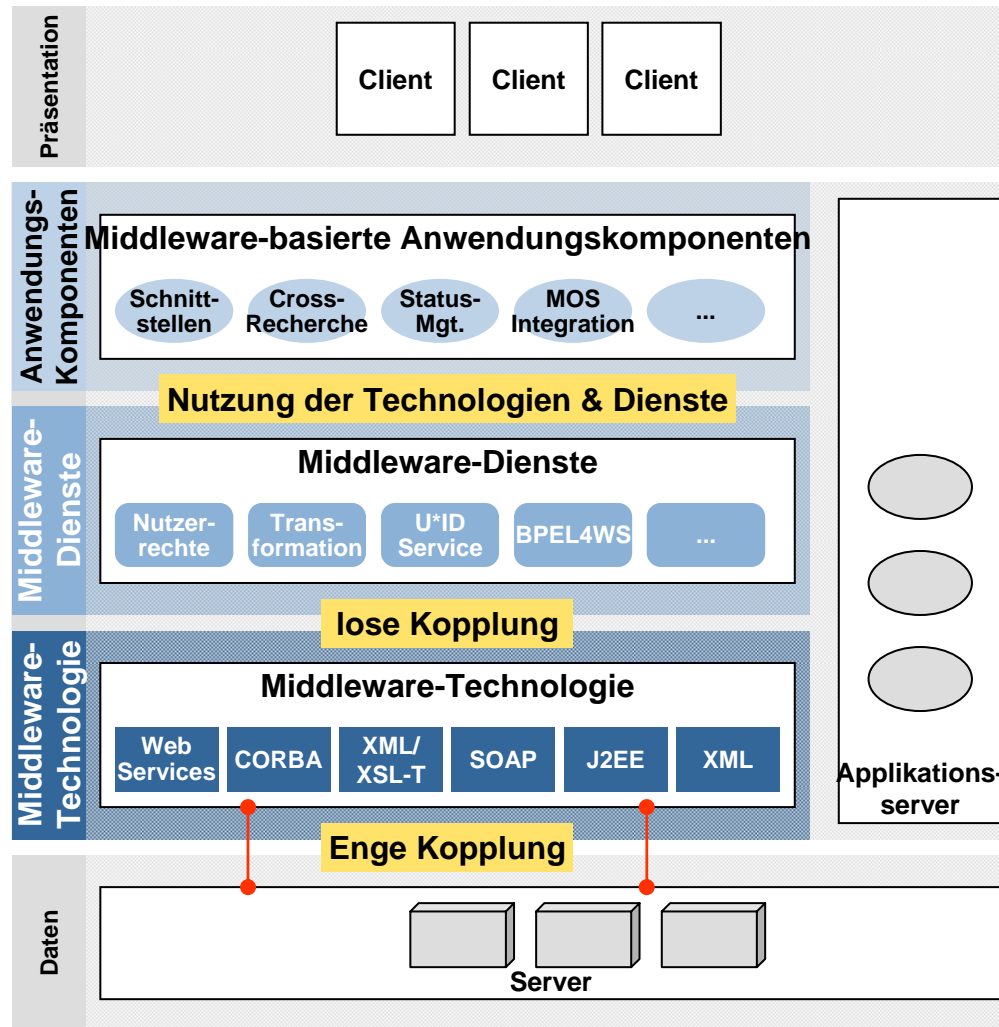 Präsentation
Client
Client
Client
Anwendungs-
Komponenten
Middleware-basierte Anwendungskomponenten
Schnitt-
stellen
Cross-
Recherche
Status-
Mgt.
MOS
Integration
...
Nutzung der Technologien & Dienste
Middleware-
Dienste
Middleware-Dienste
Nutzer-
rechte
Trans-
formation
U*ID
Service
BPEL4WS
...
lose Kopplung
Middleware-
Technologie
Middleware-Technologie
Web
Services
CORBA
XML/
XSL-T
SOAP
J2EE
XML
Applikations-
server
Enge Kopplung
Daten
Server